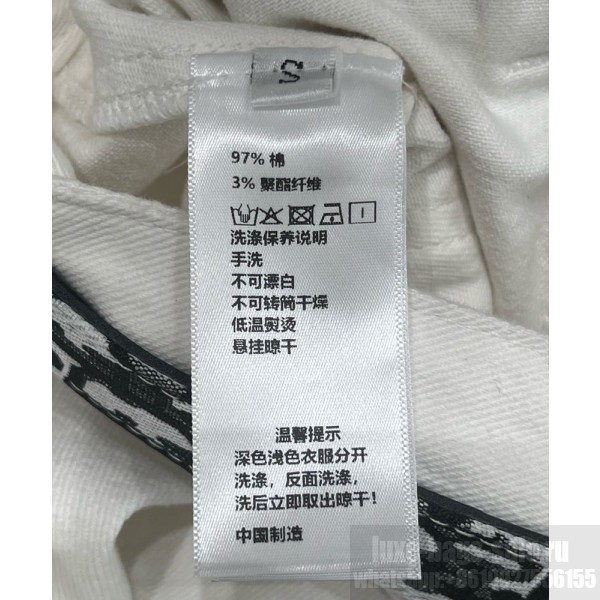 S
97% 棉
3% 聚酯纤维
洗涤保养说明
手洗
不可漂白
不可转筒干燥
低温熨烫
悬挂晾干
温馨提示
深色浅色衣服分开
洗涤，反面洗涤，
洗后立即取出晾干！
中国制造